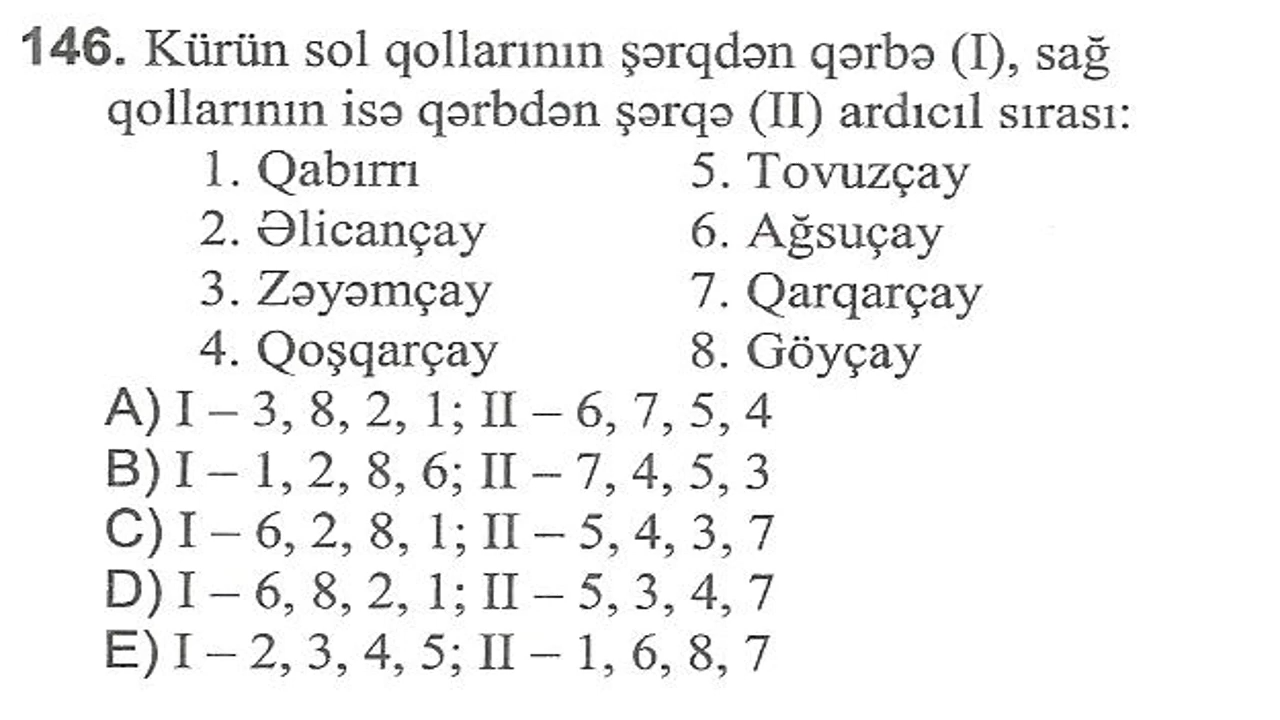 146. Kürün sol qollarının şərqdən qərbə (I), sağ
qollarının isə qərbdən şərqə (II) ardıcıl sırası:
1. Qabırrı 5. Tovuzçay
2. Əlicançay 6. Ağsuçay
3. Zəyəmçay 7. Qarqarçay
4. Qoşqarçay 8. Göyçay
A) I – 3, 8, 2, 1; II – 6, 7, 5, 4
B) I – 1, 2, 8, 6; II – 7, 4, 5, 3
C) I – 6, 2, 8, 1; II – 5, 4, 3, 7
D) I – 6, 8, 2, 1; II – 5, 3, 4, 7
E) I – 2, 3, 4, 5; II – 1, 6, 8, 7